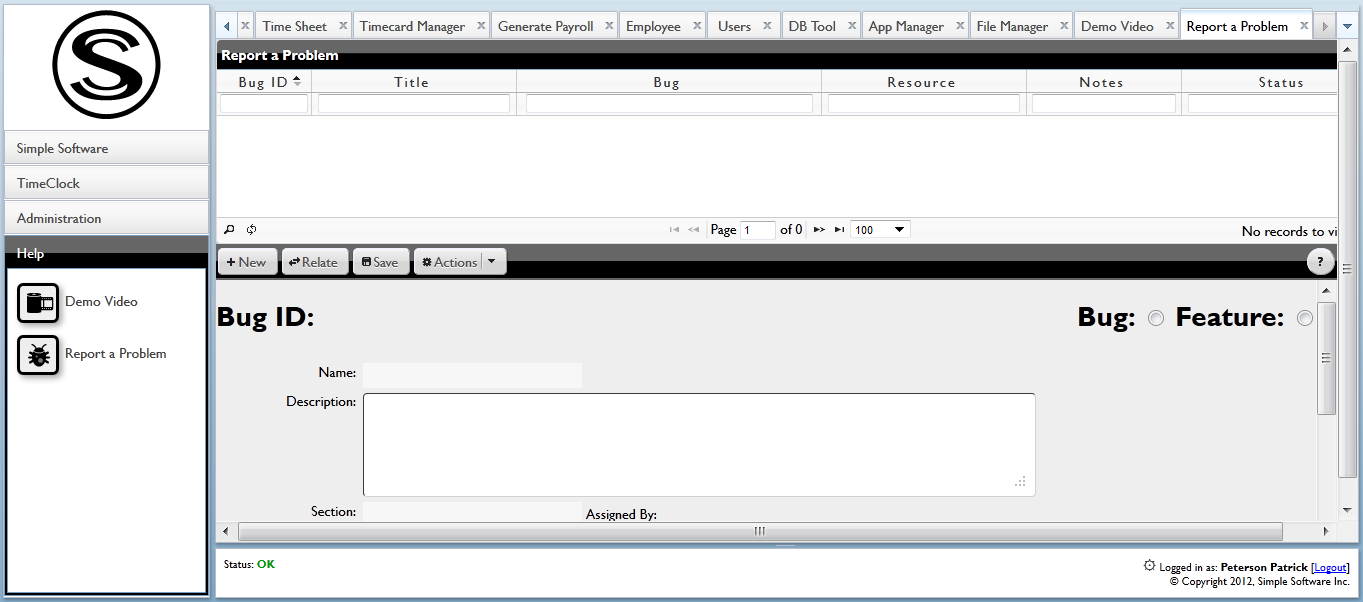 S
Simple Software
TimeClock
Administration
Help
Demo Video
Report a Problem
Time Sheet Timecard Manager Generate Payroll Employee Users DB Tool App Manager File Manager Demo Video Report a Problem
Report a Problem
Bug ID Title Bug Resource Notes Status
Page 1 of 0 100 No records to vi
+ New Relate Save Actions ?
Bug ID: Bug: Feature:
Name:
Description:
Section: Assigned By:
Status: OK
Logged in as: Peterson Patrick [Logout]
© Copyright 2012, Simple Software Inc.